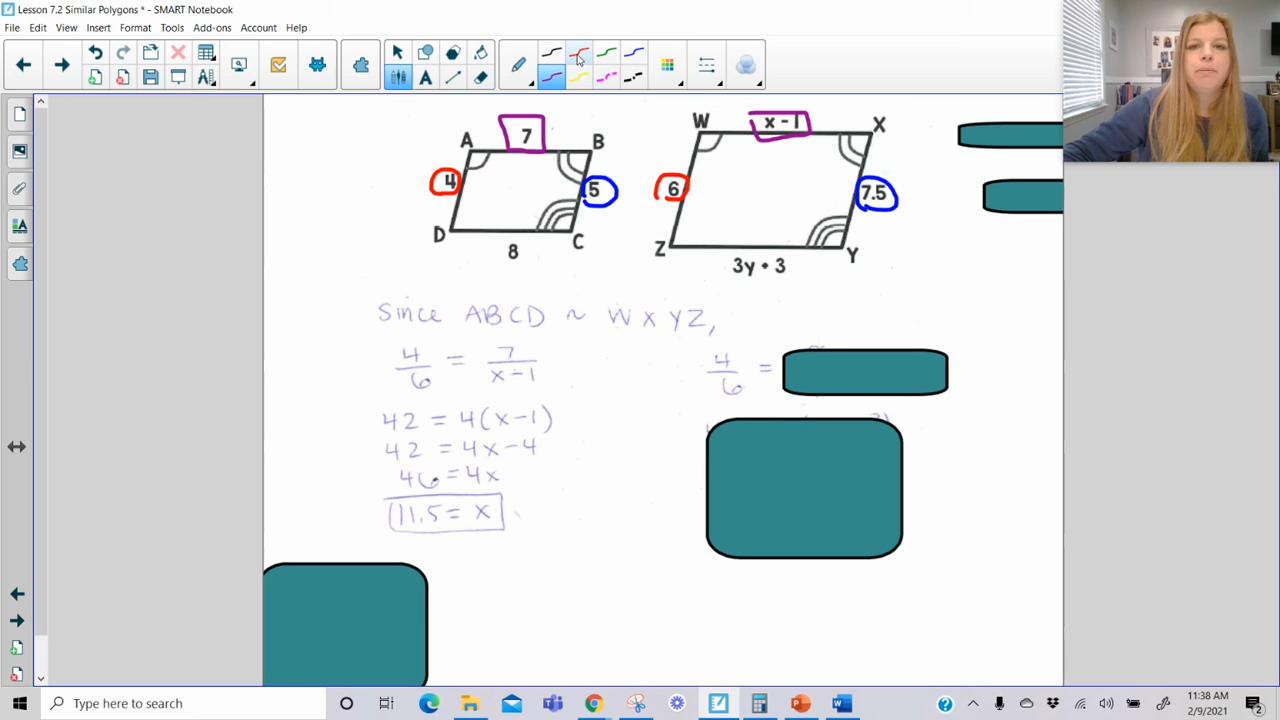 Lesson 7.2 Similar Polygons * - SMART Notebook
File Edit View Insert Format Tools Add-ons Account Help
W x - 1 X
A 7 B
4 5 6 7.5
D C Z Y
8 3y + 3
Since ABCD ~ WXYZ,
4/6 = 7/x-1
4/6 =
42 = 4(x-1)
42 = 4x-4
46 = 4x
11.5 = x
Type here to search
11:38 AM
2/9/2021
2